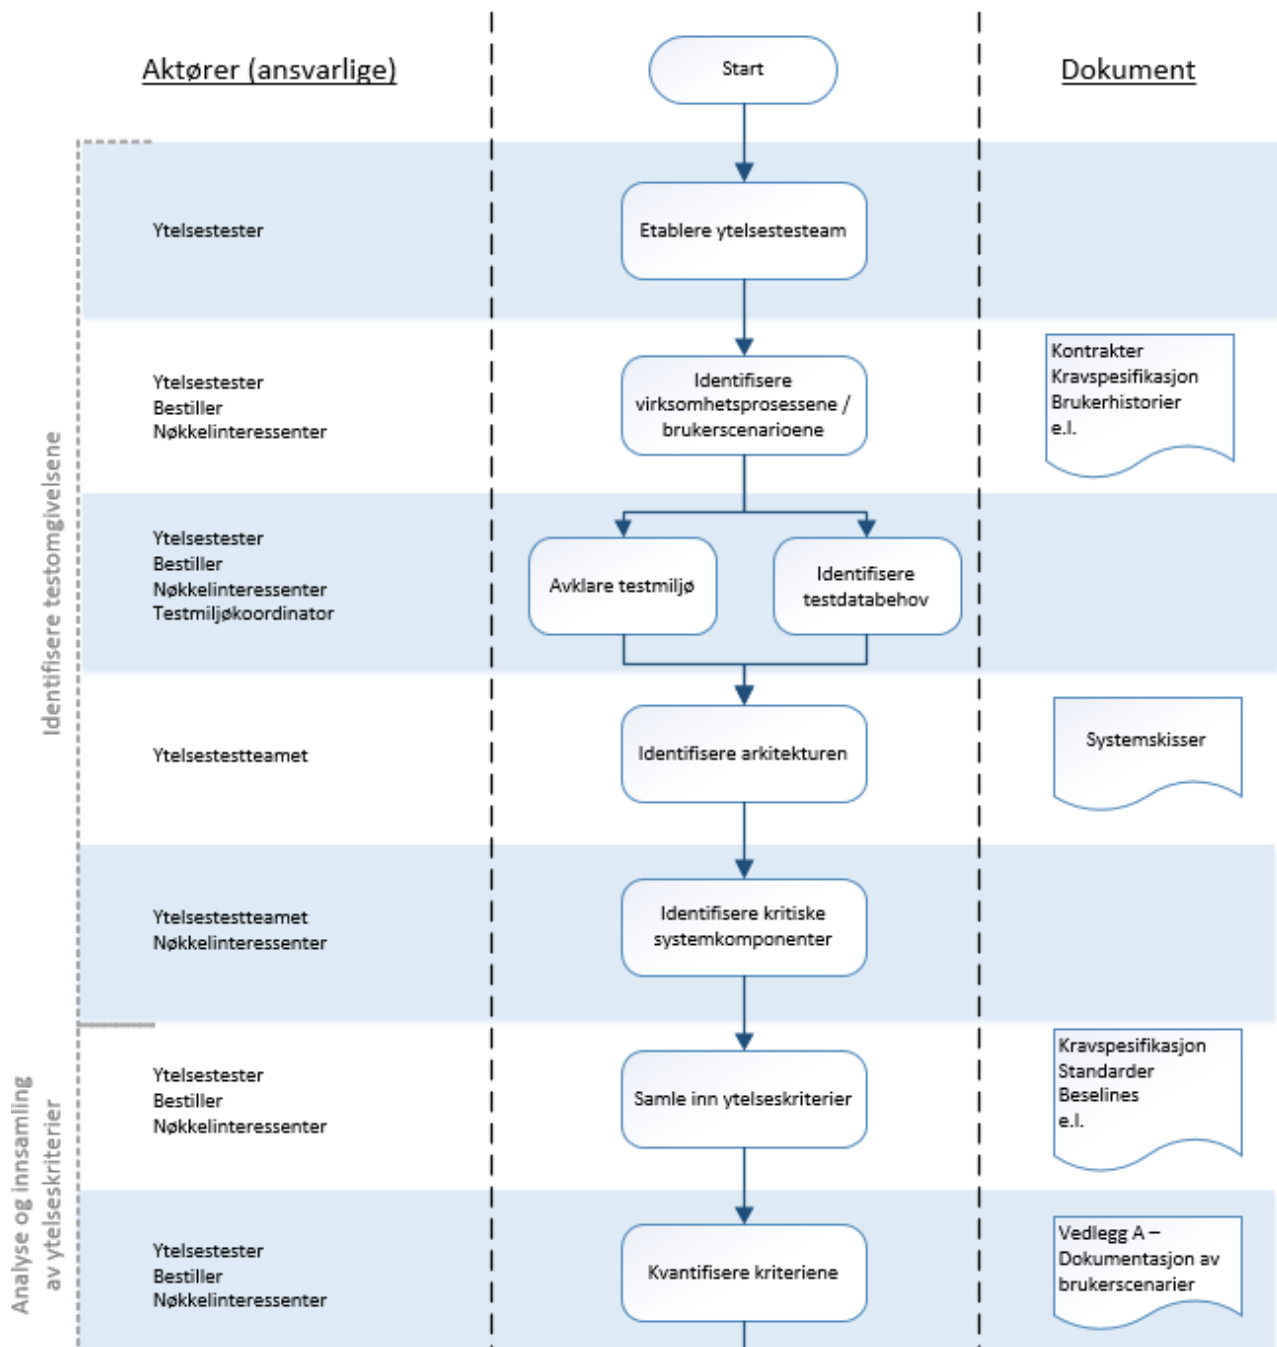 Aktører (ansvarlige)
Start
Dokument
Identifisere testomgivelsene
Ytelsestester
Etablere ytelsestesteam
Ytelsestester
Bestiller
Nøkkelinteressenter
Identifisere
virksomhetsprosessene /
brukerscenarioene
Kontrakter
Kravspesifikasjon
Brukerhistorier
e.l.
Ytelsestester
Bestiller
Nøkkelinteressenter
Testmiljøkoordinator
Avklare testmiljø
Identifisere
testdatabehov
Ytelsestestteamet
Identifisere arkitekturen
Systemskisser
Ytelsestestteamet
Nøkkelinteressenter
Identifisere kritiske
systemkomponenter
Analyse og innsamling
av ytelseskriterier
Ytelsestester
Bestiller
Nøkkelinteressenter
Samle inn ytelseskriterier
Kravspesifikasjon
Standarder
Beselines
e.l.
Ytelsestester
Bestiller
Nøkkelinteressenter
Kvantifisere kriteriene
Vedlegg A –
Dokumentasjon av
brukerscenarier